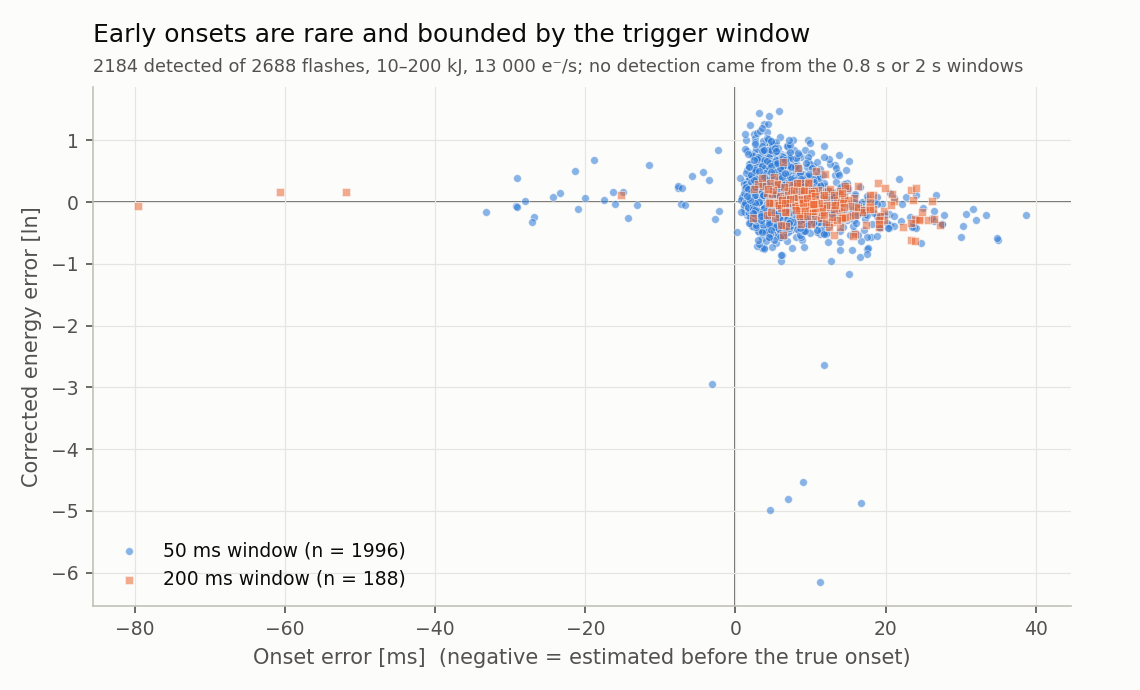 Early onsets are rare and bounded by the trigger window
2184 detected of 2688 flashes, 10–200 kJ, 13 000 e⁻/s; no detection came from the 0.8 s or 2 s windows
Corrected energy error [ln]
1
0
−1
−2
−3
−4
−5
−6
50 ms window (n = 1996)
200 ms window (n = 188)
−80
−60
−40
−20
0
20
40
Onset error [ms]  (negative = estimated before the true onset)